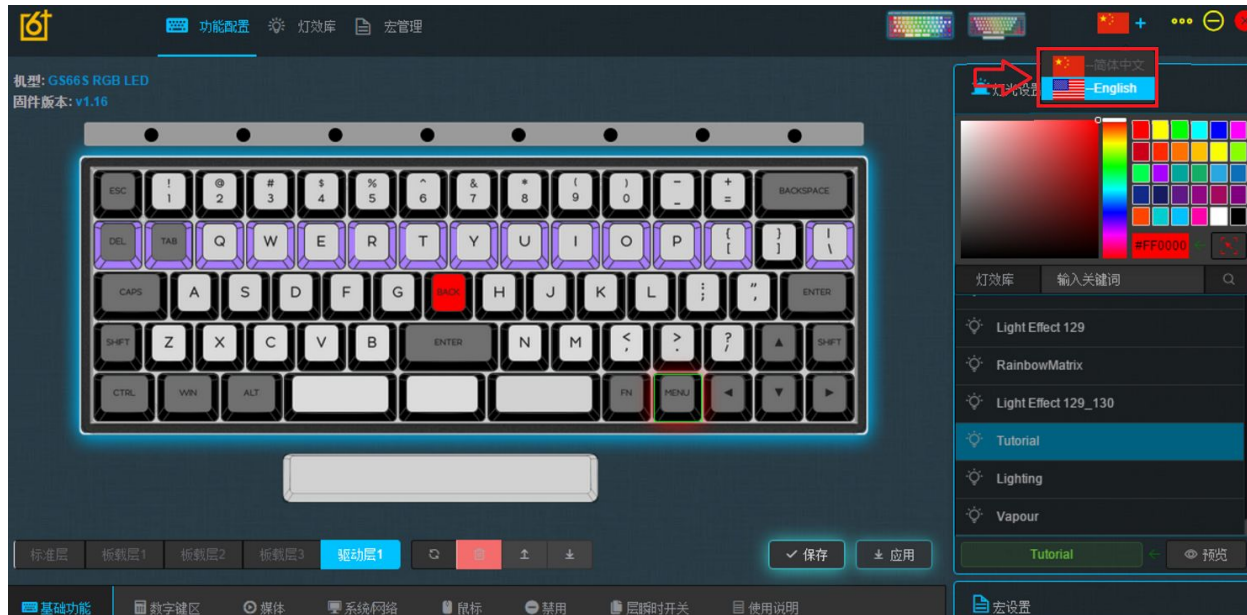 功能配置 灯效库 宏管理
机型: GS66S RGB LED
固件版本: v1.16
--简体中文
--English
灯光设
ESC ! 1 @ 2 # 3 $ 4 % 5 ^ 6 & 7 * 8 ( 9 ) 0 - _ + = BACKSPACE
DEL TAB Q W E R T Y U I O P { [ } ] | \
CAPS A S D F G BACK H J K L ; " , ENTER
SHIFT Z X C V B ENTER N M < , > . ? / SHIFT
CTRL WIN ALT FN MENU
#FF0000
灯效库 输入关键词
Light Effect 129
RainbowMatrix
Light Effect 129_130
Tutorial
Lighting
Vapour
标准层 板载层1 板载层2 板载层3 驱动层1 保存 应用
Tutorial 预览
基础功能 数字键区 媒体 系统/网络 鼠标 禁用 层瞬时开关 使用说明
宏设置